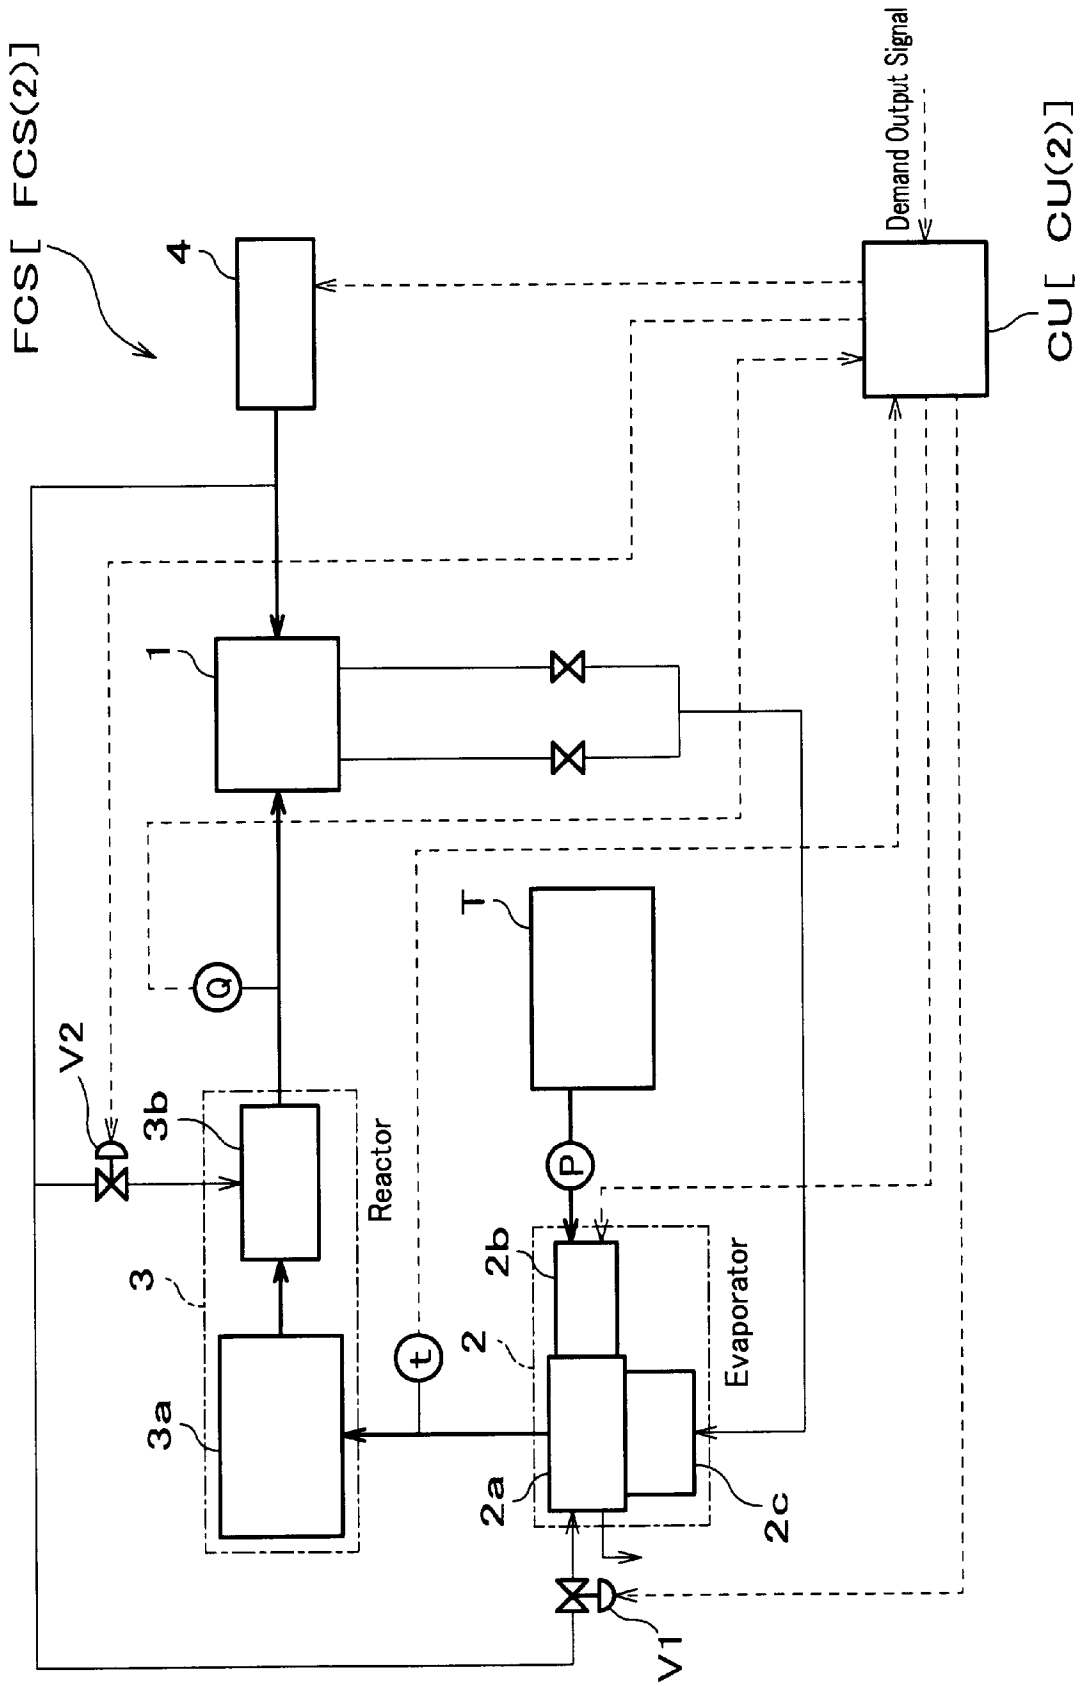 FCS[ FCS(2)]
4
1
Q
V2
3b
3
3a
Reactor
t
T
P
2b
2
2a
2c
Evaporator
V1
Demand Output Signal
CU[ CU(2)]